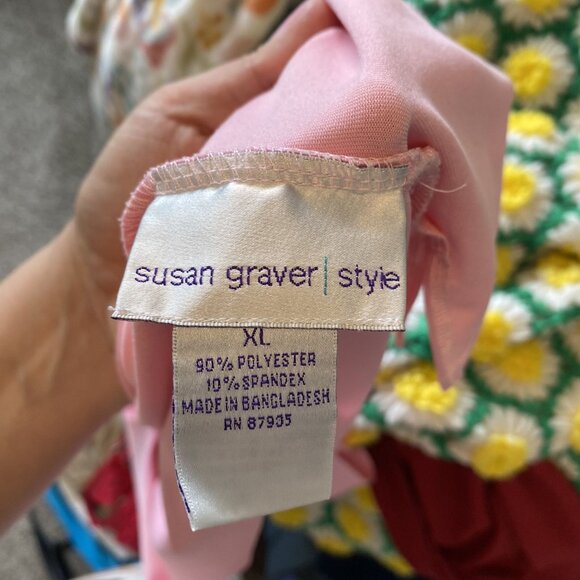 susan graver | style
XL
90% POLYESTER
10% SPANDEX
MADE IN BANGLADESH
RN 87935